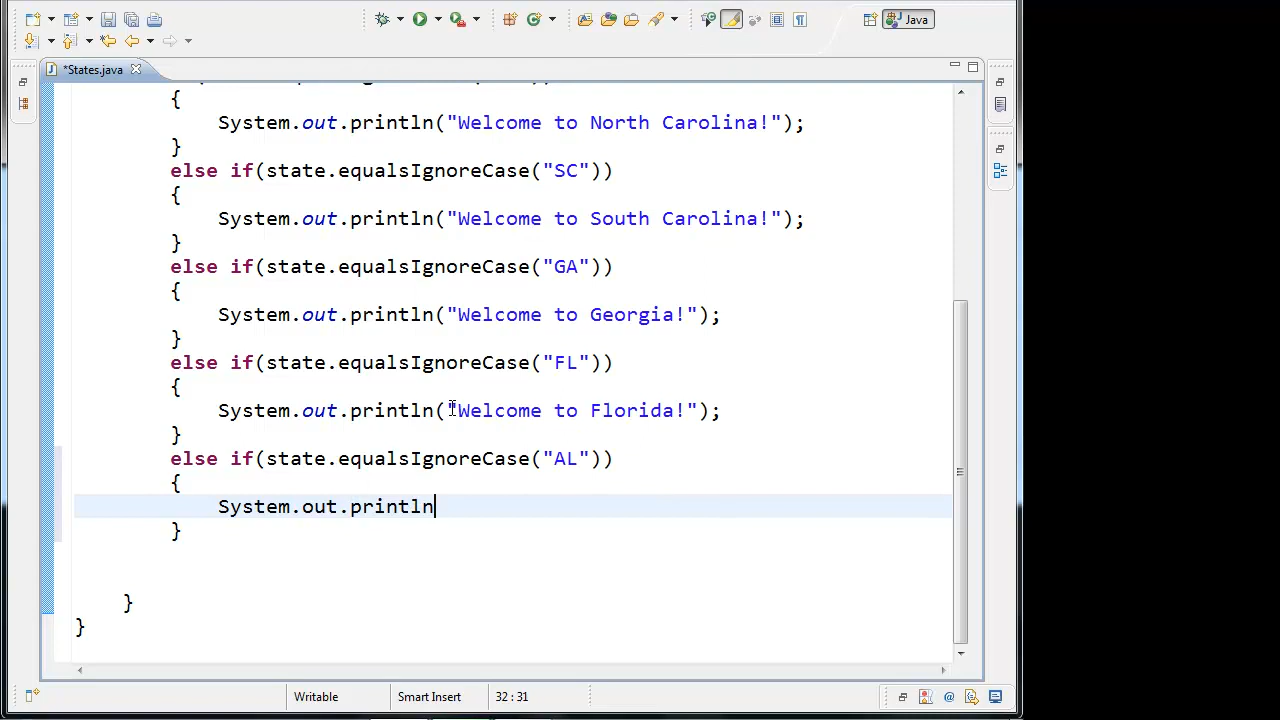 Java
*States.java
{
System.out.println("Welcome to North Carolina!");
}
else if(state.equalsIgnoreCase("SC"))
{
System.out.println("Welcome to South Carolina!");
}
else if(state.equalsIgnoreCase("GA"))
{
System.out.println("Welcome to Georgia!");
}
else if(state.equalsIgnoreCase("FL"))
{
System.out.println("Welcome to Florida!");
}
else if(state.equalsIgnoreCase("AL"))
{
System.out.println
}
}
}
Writable Smart Insert 32:31